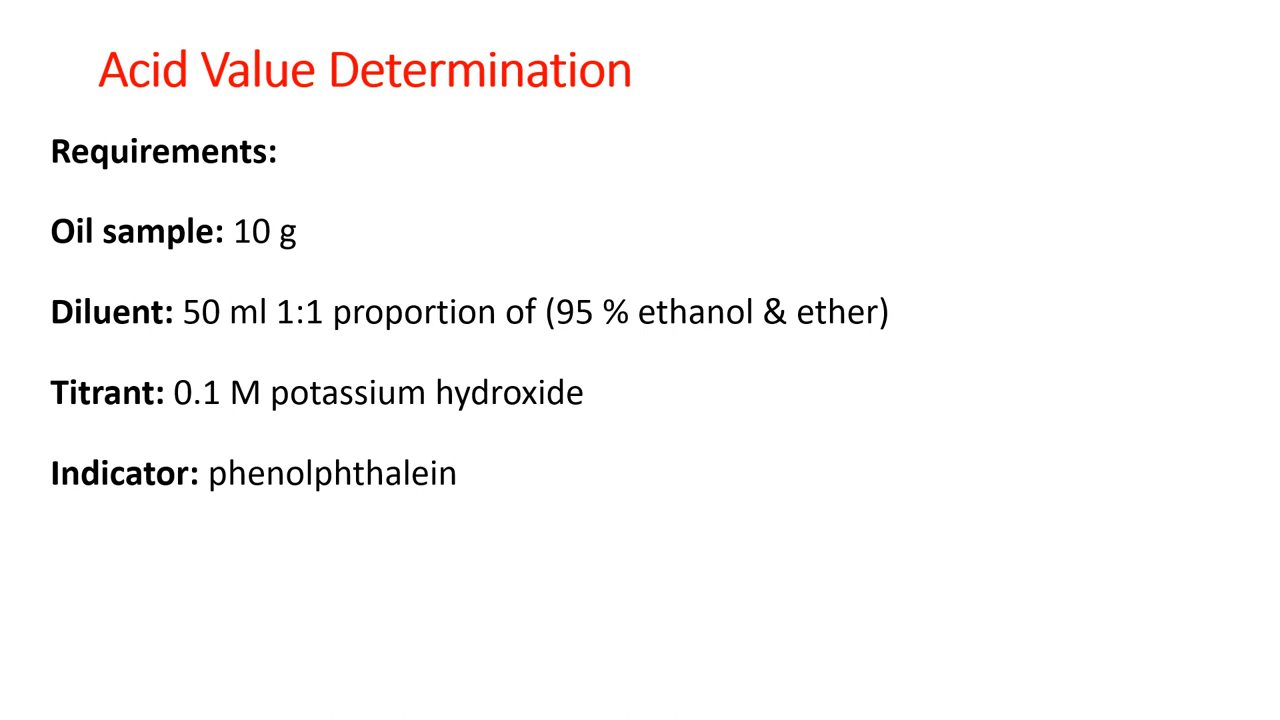 Acid Value Determination
Requirements:
Oil sample: 10 g
Diluent: 50 ml 1:1 proportion of (95 % ethanol & ether)
Titrant: 0.1 M potassium hydroxide
Indicator: phenolphthalein